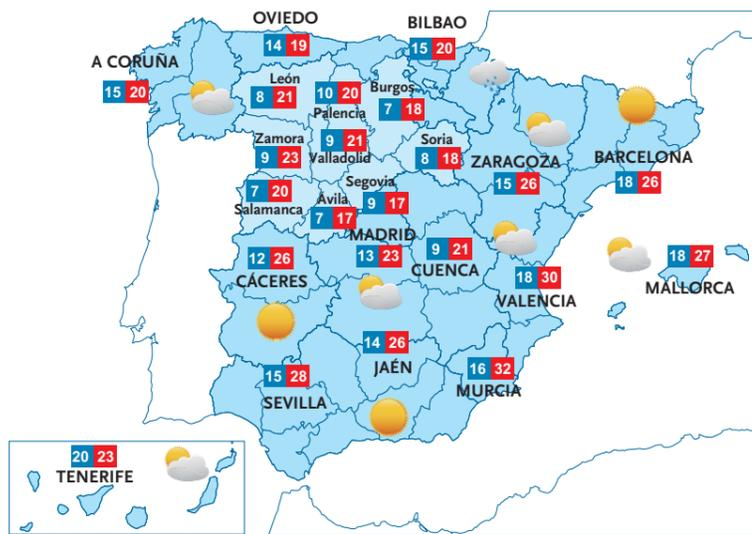 OVIEDO
14 19
BILBAO
15 20
A CORUÑA
15 20
León
8 21
10 20
Palencia
Burgos
7 18
Zamora
9 23
9 21
Valladolid
Soria
8 18
ZARAGOZA
15 26
BARCELONA
18 26
7 20
Salamanca
Ávila
7 17
Segovia
9 17
MADRID
13 23
9 21
CUENCA
12 26
CÁCERES
18 30
VALENCIA
18 27
MALLORCA
14 26
JAÉN
15 28
SEVILLA
16 32
MURCIA
20 23
TENERIFE